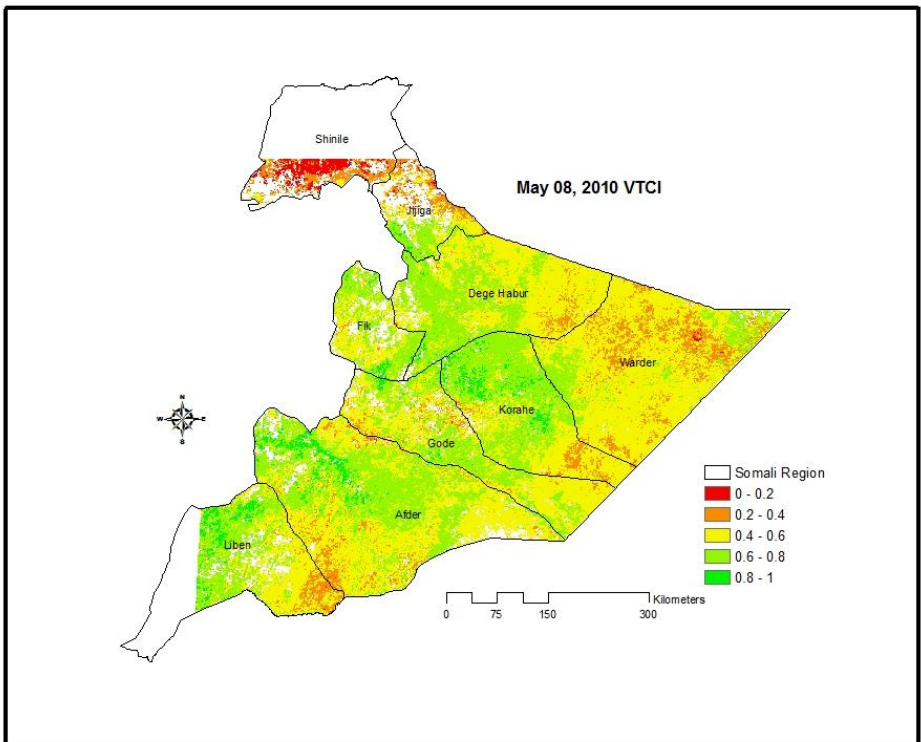 Shinile
May 08, 2010 VTCI
Jijiga
Dege Habur
Fik
Warder
Korahe
Gode
Afder
Liben
N
W E
S
Somali Region
0 - 0.2
0.2 - 0.4
0.4 - 0.6
0.6 - 0.8
0.8 - 1
Kilometers
0 75 150 300